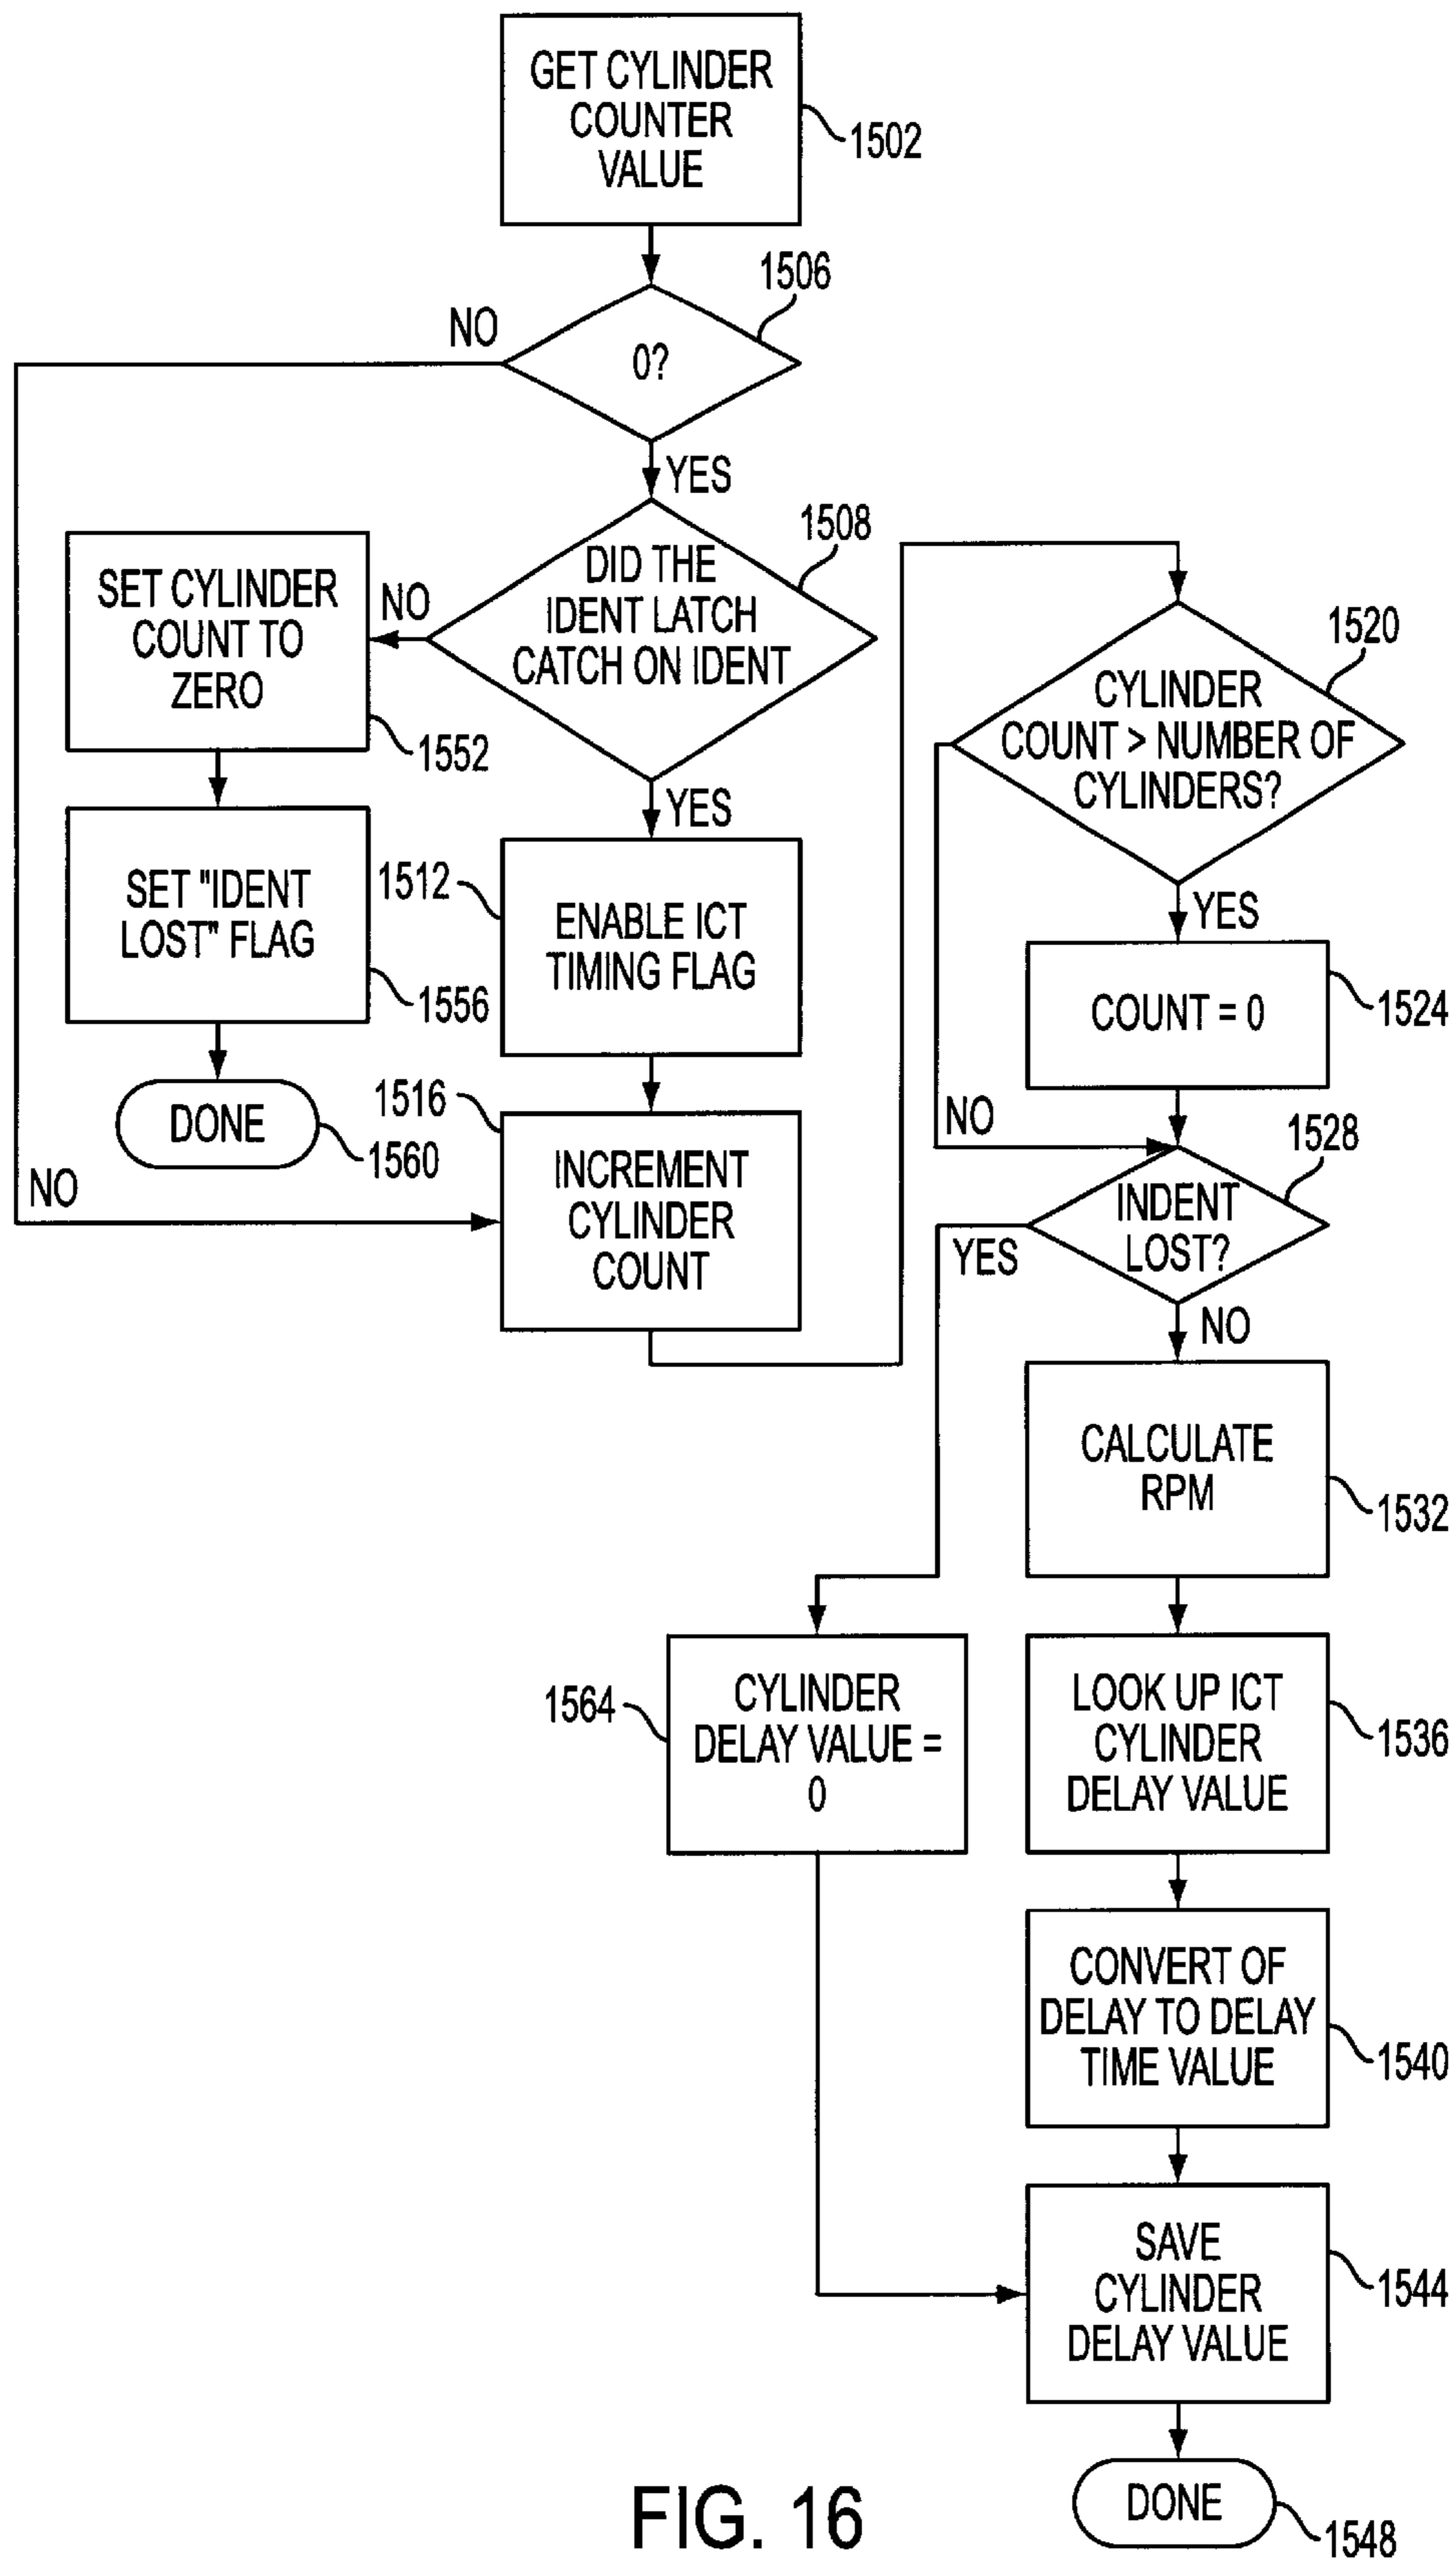 GET CYLINDER
COUNTER
VALUE
1502
1506
NO
0?
YES
1508
DID THE
IDENT LATCH
CATCH ON IDENT
NO
SET CYLINDER
COUNT TO
ZERO
1552
SET "IDENT
LOST" FLAG
1556
DONE
1560
YES
1512
ENABLE ICT
TIMING FLAG
1516
NO
INCREMENT
CYLINDER
COUNT
1520
CYLINDER
COUNT > NUMBER OF
CYLINDERS?
YES
COUNT = 0
1524
NO
1528
INDENT
LOST?
YES
NO
CALCULATE
RPM
1532
1564
CYLINDER
DELAY VALUE =
0
LOOK UP ICT
CYLINDER
DELAY VALUE
1536
CONVERT OF
DELAY TO DELAY
TIME VALUE
1540
SAVE
CYLINDER
DELAY VALUE
1544
DONE
1548
FIG. 16